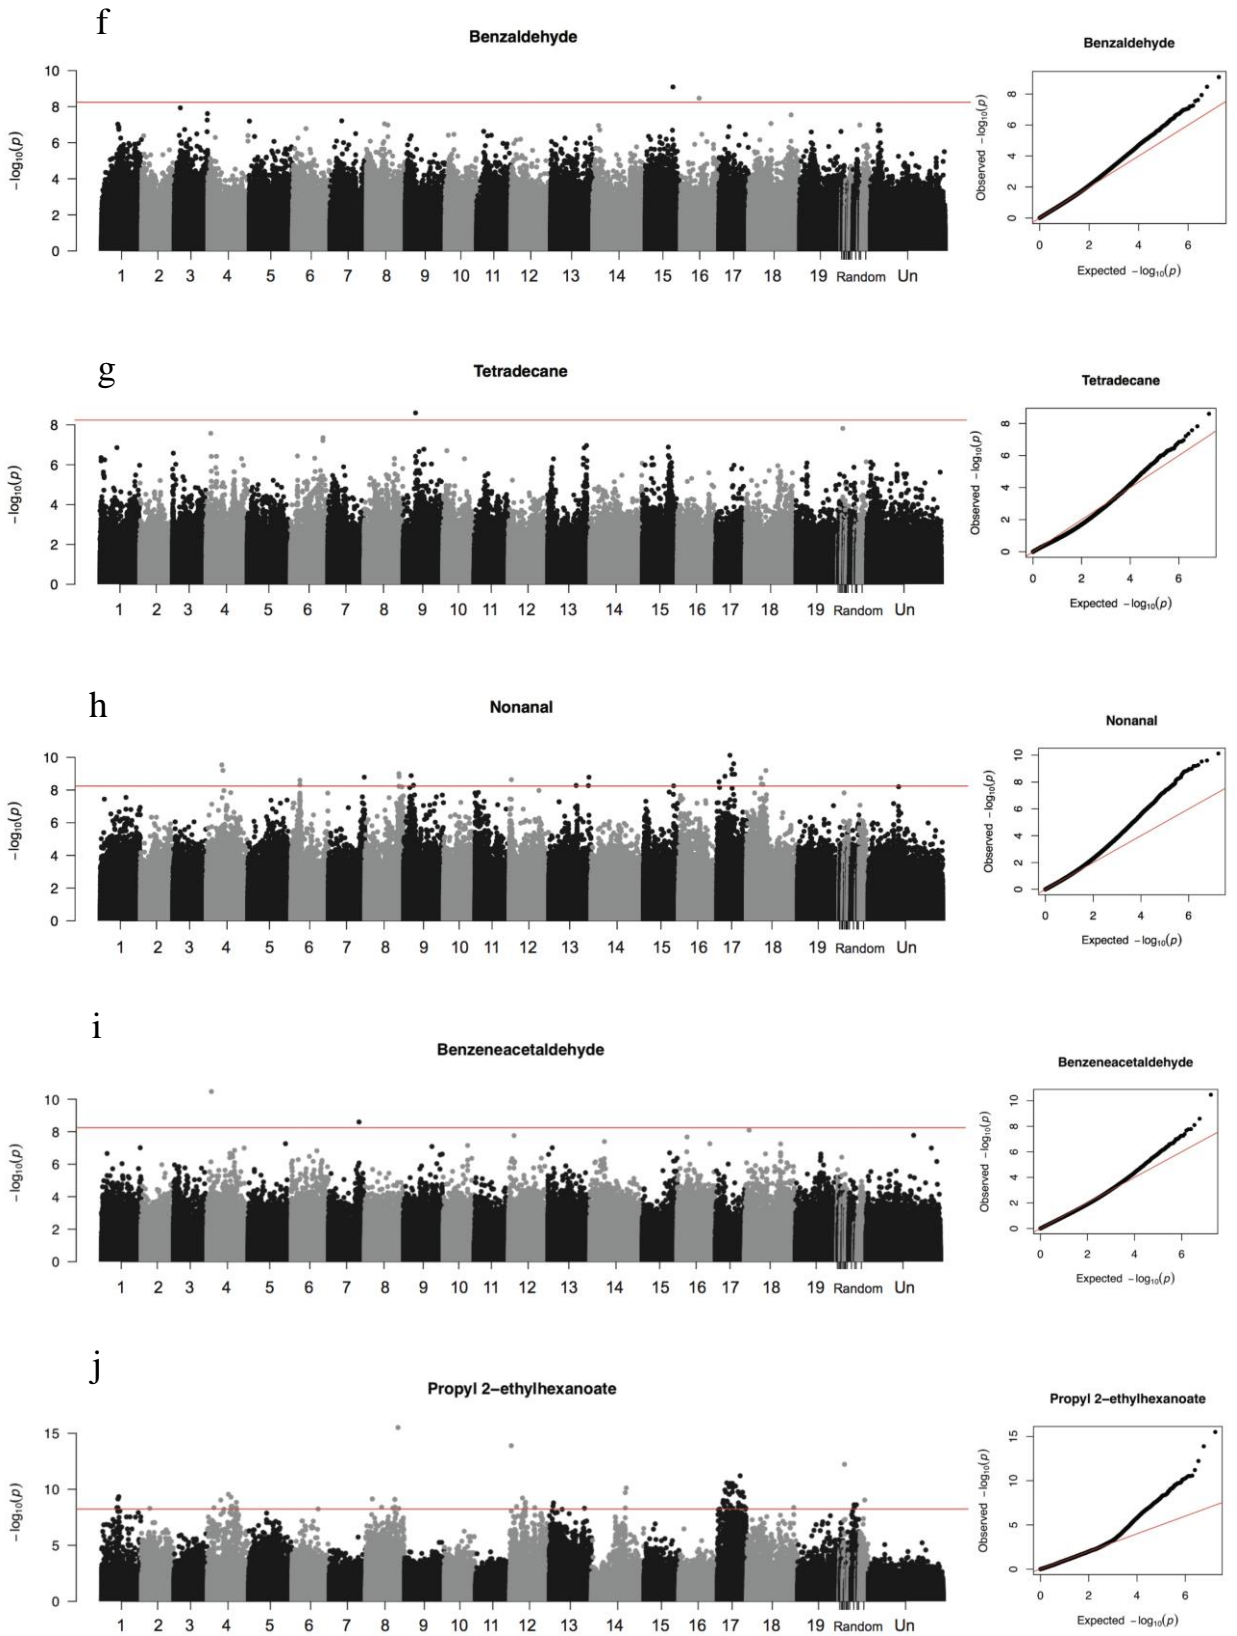 f
Benzaldehyde
−log₁₀(p)
10
8
6
4
2
0
1 2 3 4 5 6 7 8 9 10 11 12 13 14 15 16 17 18 19 Random Un
Benzaldehyde
Observed −log₁₀(p)
8
6
4
2
0
0 2 4 6
Expected −log₁₀(p)
g
Tetradecane
−log₁₀(p)
8
6
4
2
0
1 2 3 4 5 6 7 8 9 10 11 12 13 14 15 16 17 18 19 Random Un
Tetradecane
Observed −log₁₀(p)
8
6
4
2
0
0 2 4 6
Expected −log₁₀(p)
h
Nonanal
−log₁₀(p)
10
8
6
4
2
0
1 2 3 4 5 6 7 8 9 10 11 12 13 14 15 16 17 18 19 Random Un
Nonanal
Observed −log₁₀(p)
10
8
6
4
2
0
0 2 4 6
Expected −log₁₀(p)
i
Benzeneacetaldehyde
−log₁₀(p)
10
8
6
4
2
0
1 2 3 4 5 6 7 8 9 10 11 12 13 14 15 16 17 18 19 Random Un
Benzeneacetaldehyde
Observed −log₁₀(p)
10
8
6
4
2
0
0 2 4 6
Expected −log₁₀(p)
j
Propyl 2−ethylhexanoate
−log₁₀(p)
15
10
5
0
1 2 3 4 5 6 7 8 9 10 11 12 13 14 15 16 17 18 19 Random Un
Propyl 2−ethylhexanoate
Observed −log₁₀(p)
15
10
5
0
0 2 4 6
Expected −log₁₀(p)